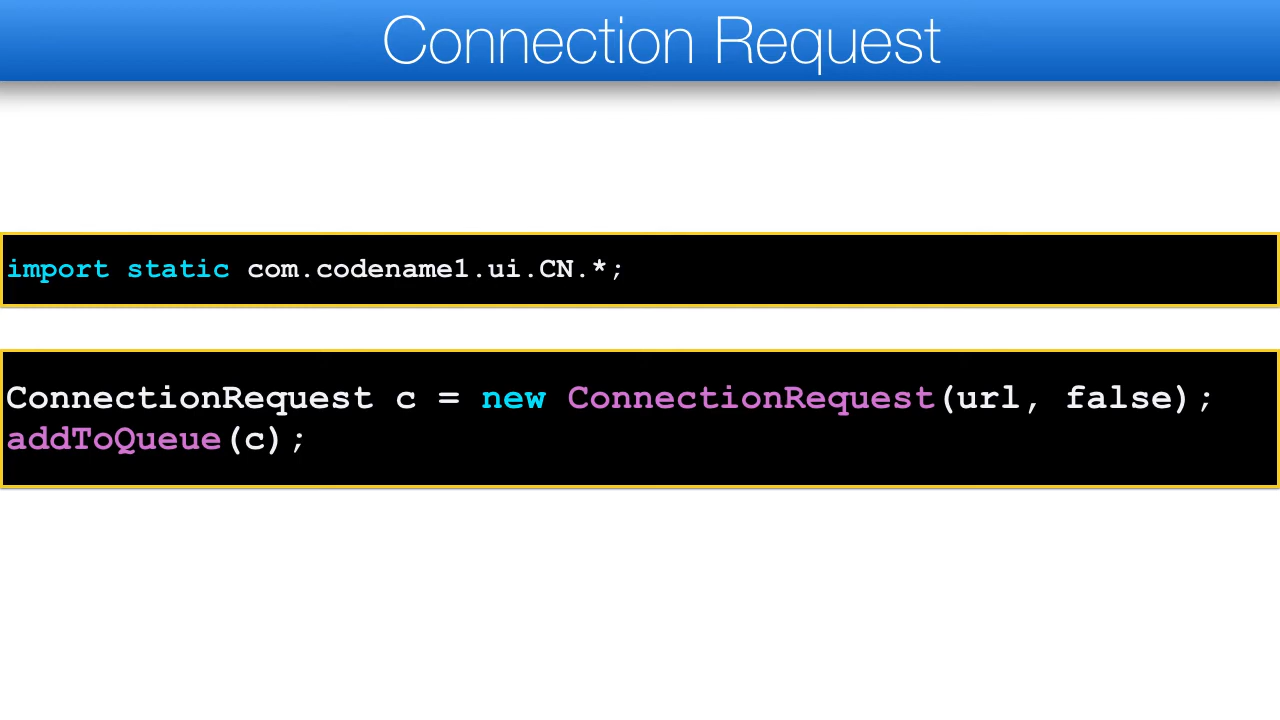 Connection Request
import static com.codename1.ui.CN.*;
ConnectionRequest c = new ConnectionRequest(url, false);
addToQueue(c);